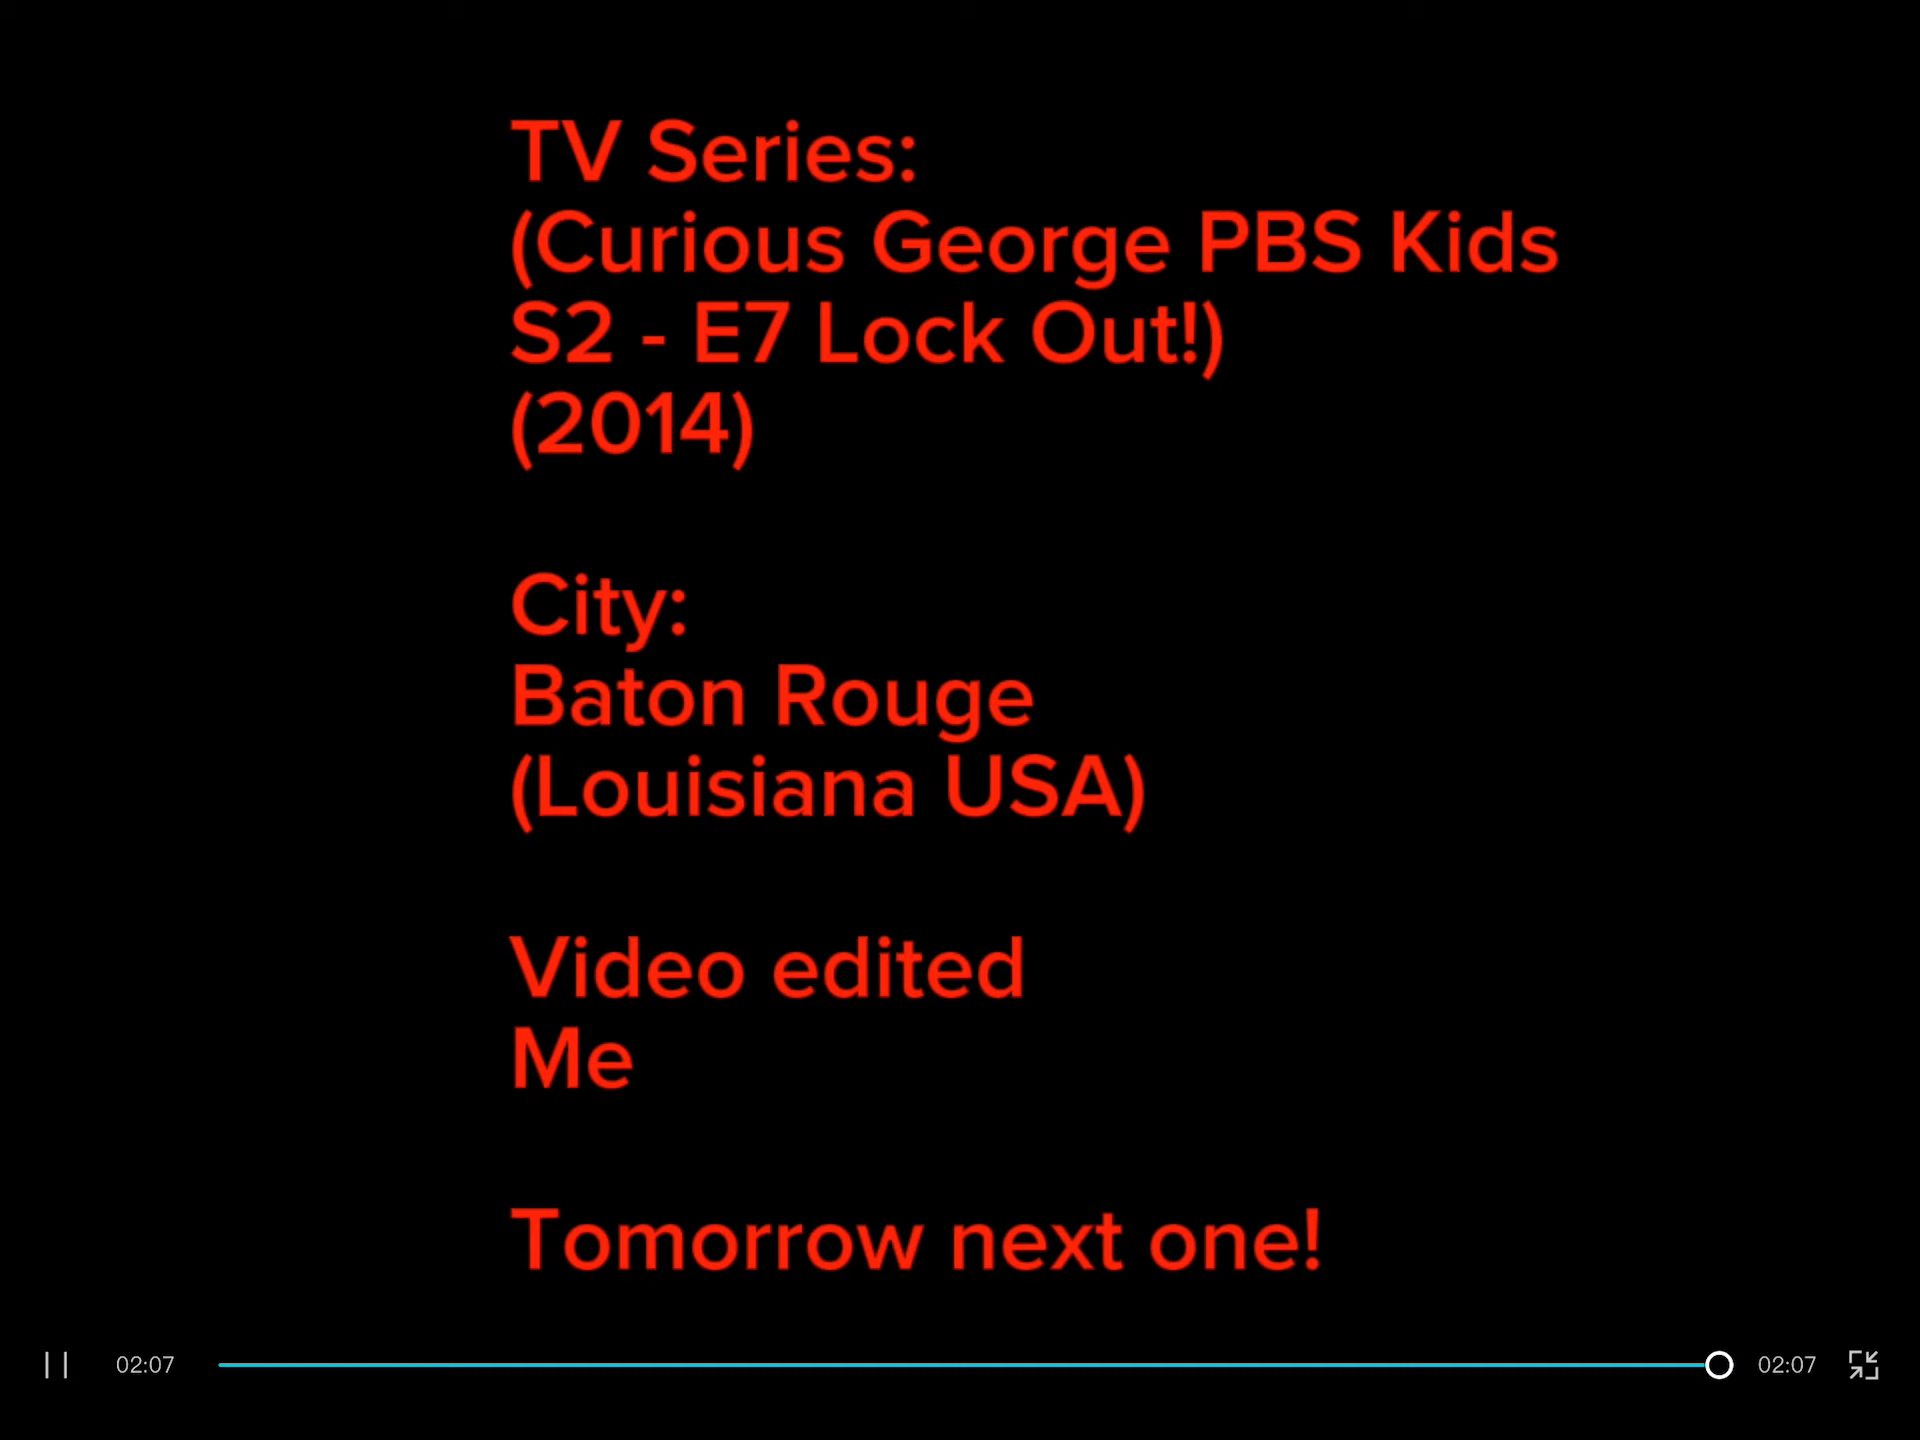 TV Series:
(Curious George PBS Kids
S2 - E7 Lock Out!)
(2014)
City:
Baton Rouge
(Louisiana USA)
Video edited
Me
Tomorrow next one!
02:07
02:07